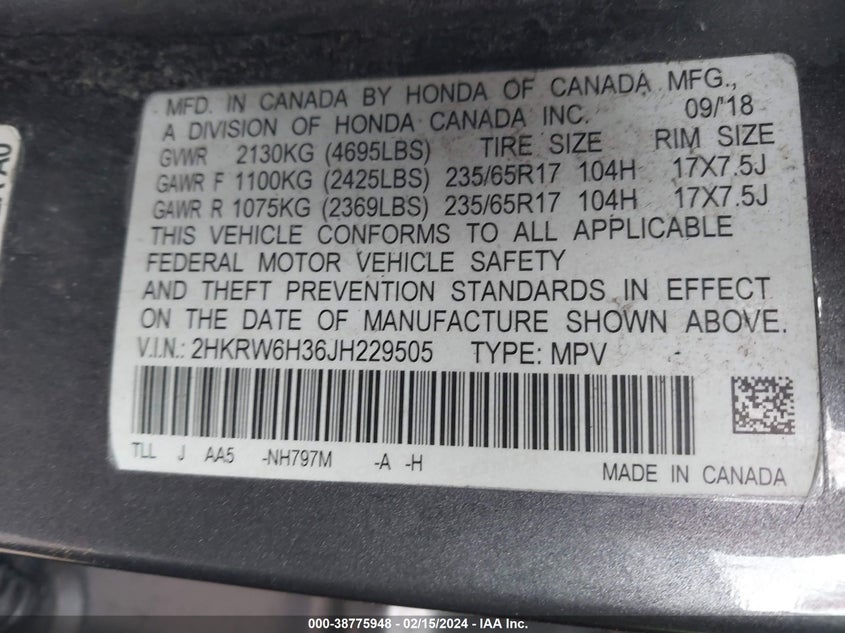 MFD. IN CANADA BY HONDA OF CANADA MFG.,
A DIVISION OF HONDA CANADA INC. 09/'18
GVWR 2130KG (4695LBS) TIRE SIZE RIM SIZE
GAWR F 1100KG (2425LBS) 235/65R17 104H 17X7.5J
GAWR R 1075KG (2369LBS) 235/65R17 104H 17X7.5J
THIS VEHICLE CONFORMS TO ALL APPLICABLE
FEDERAL MOTOR VEHICLE SAFETY
AND THEFT PREVENTION STANDARDS IN EFFECT
ON THE DATE OF MANUFACTURE SHOWN ABOVE.
V.I.N.: 2HKRW6H36JH229505 TYPE: MPV
TLL J AA5 -NH797M -A -H
MADE IN CANADA
000-38775948 - 02/15/2024 - IAA Inc.